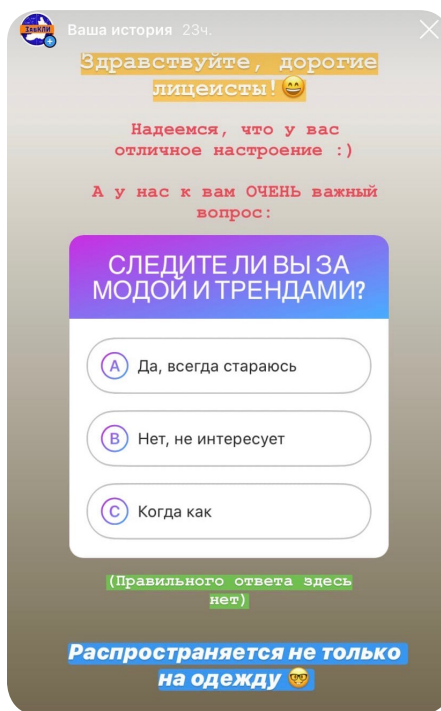 ЗавКЛИ
Ваша история 23ч.
Здравствуйте, дорогие
лицеисты!😄
Надеемся, что у вас
отличное настроение :)
А у нас к вам ОЧЕНЬ важный
вопрос:
СЛЕДИТЕ ЛИ ВЫ ЗА
МОДОЙ И ТРЕНДАМИ?
A Да, всегда стараюсь
B Нет, не интересует
C Когда как
(Правильного ответа здесь
нет)
Распространяется не только
на одежду 🤓